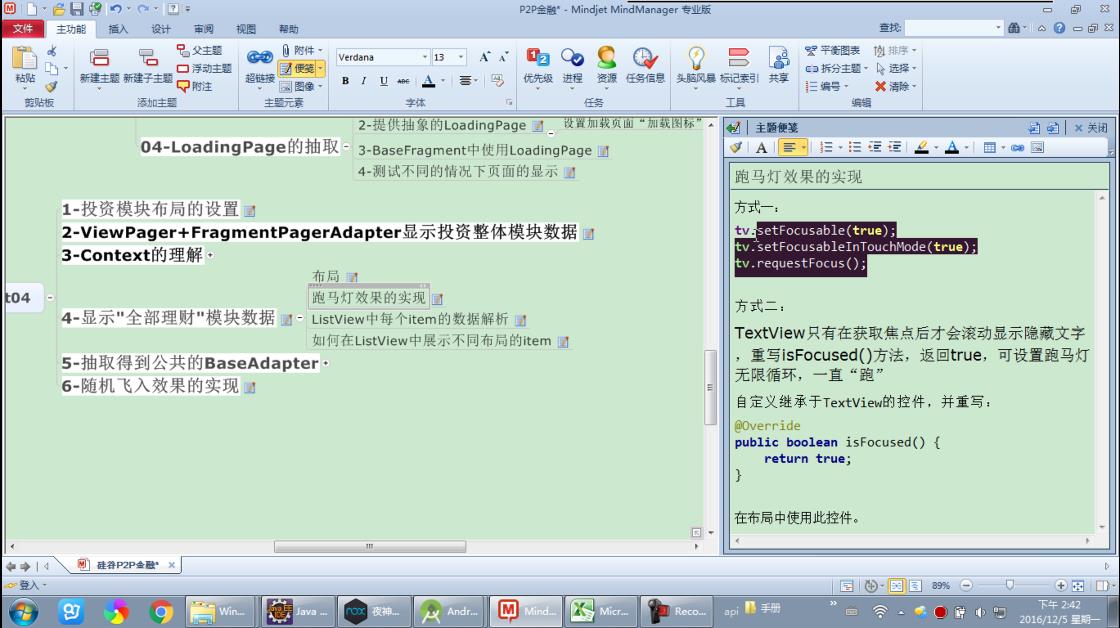 P2P金融* - Mindjet MindManager 专业版
文件 主功能 插入 设计 审阅 视图 帮助 查找:
粘贴 新建主题 新建子主题 父主题 浮动主题 附注 超链接 附件 便笺 图像
Verdana 13
B I U ABC A
优先级 进程 资源 任务信息 头脑风暴 标记索引 共享 平衡图表 拆分主题 编号 排序 选择 清除
剪贴板 添加主题 主题元素 字体 任务 工具 编辑
2-提供抽象的LoadingPage 设置加载页面“加载图标”
04-LoadingPage的抽取
3-BaseFragment中使用LoadingPage
4-测试不同的情况下页面的显示
1-投资模块布局的设置
2-ViewPager+FragmentPagerAdapter显示投资整体模块数据
3-Context的理解
t04
4-显示"全部理财"模块数据
布局
跑马灯效果的实现
ListView中每个item的数据解析
如何在ListView中展示不同布局的item
5-抽取得到公共的BaseAdapter
6-随机飞入效果的实现
主题便笺 关闭
跑马灯效果的实现
方式一:
tv.setFocusable(true);
tv.setFocusableInTouchMode(true);
tv.requestFocus();
方式二:
TextView只有在获取焦点后才会滚动显示隐藏文字
，重写isFocused()方法，返回true，可设置跑马灯
无限循环，一直“跑”
自定义继承于TextView的控件，并重写:
@Override
public boolean isFocused() {
return true;
}
在布局中使用此控件。
硅谷P2P金融*
登入 89%
Win... Java ... 夜神... Andr... Mind... Micr... Reco... api 手册
下午 2:42
2016/12/5 星期一